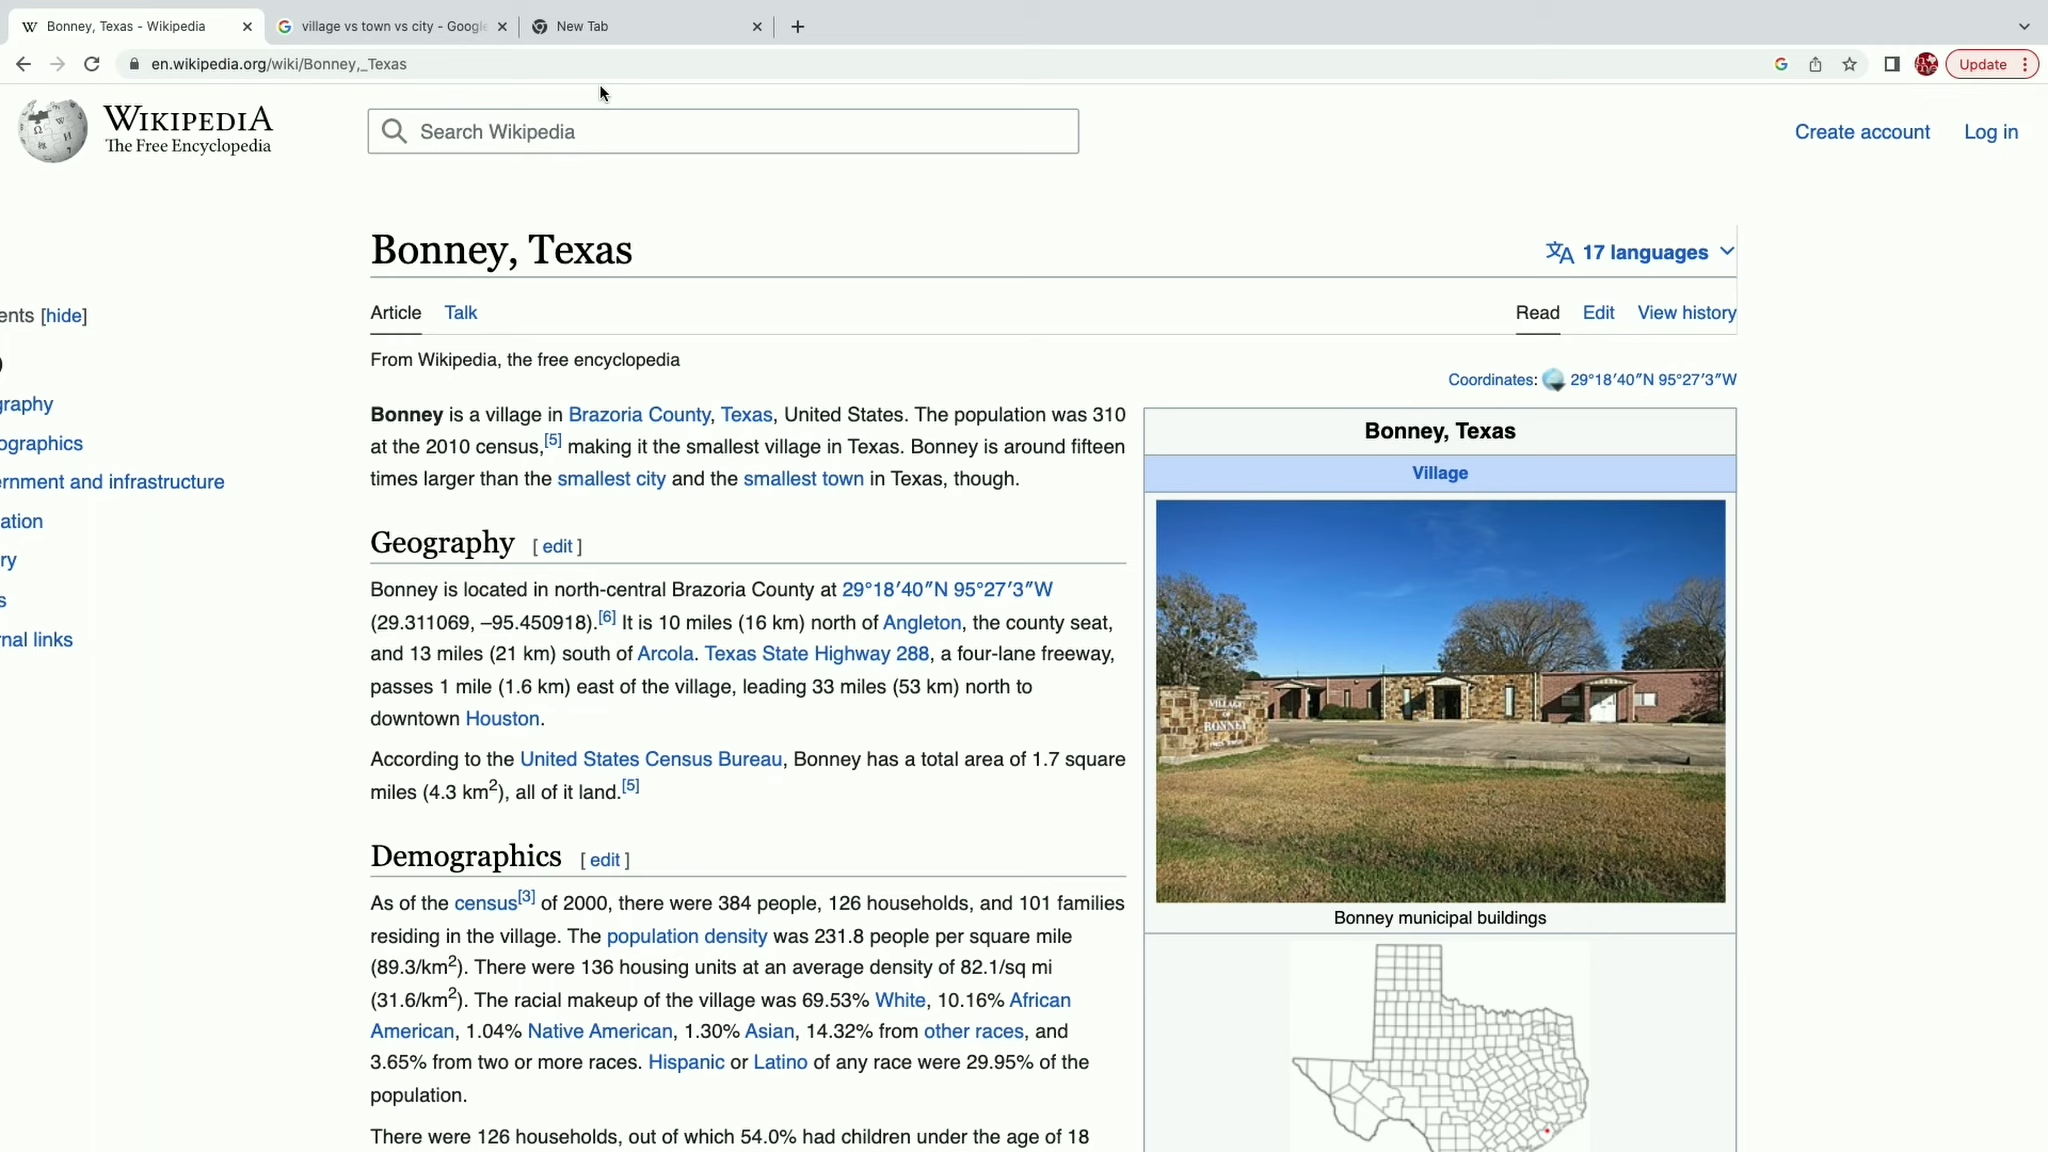 Bonney, Texas - Wikipedia
village vs town vs city - Google
New Tab
en.wikipedia.org/wiki/Bonney,_Texas
Update
WIKIPEDIA
The Free Encyclopedia
Search Wikipedia
Create account
Log in
Bonney, Texas
17 languages
ents [hide]
Article
Talk
Read
Edit
View history
From Wikipedia, the free encyclopedia
Coordinates: 29°18′40″N 95°27′3″W
)
graphy
ographics
ernment and infrastructure
ation
ry
s
rnal links
Bonney is a village in Brazoria County, Texas, United States. The population was 310
at the 2010 census,[5] making it the smallest village in Texas. Bonney is around fifteen
times larger than the smallest city and the smallest town in Texas, though.
Geography [ edit ]
Bonney is located in north-central Brazoria County at 29°18′40″N 95°27′3″W
(29.311069, –95.450918).[6] It is 10 miles (16 km) north of Angleton, the county seat,
and 13 miles (21 km) south of Arcola. Texas State Highway 288, a four-lane freeway,
passes 1 mile (1.6 km) east of the village, leading 33 miles (53 km) north to
downtown Houston.
According to the United States Census Bureau, Bonney has a total area of 1.7 square
miles (4.3 km2), all of it land.[5]
Demographics [ edit ]
As of the census[3] of 2000, there were 384 people, 126 households, and 101 families
residing in the village. The population density was 231.8 people per square mile
(89.3/km2). There were 136 housing units at an average density of 82.1/sq mi
(31.6/km2). The racial makeup of the village was 69.53% White, 10.16% African
American, 1.04% Native American, 1.30% Asian, 14.32% from other races, and
3.65% from two or more races. Hispanic or Latino of any race were 29.95% of the
population.
There were 126 households, out of which 54.0% had children under the age of 18
Bonney, Texas
Village
VILLAGE
OF
BONNEY
Bonney municipal buildings